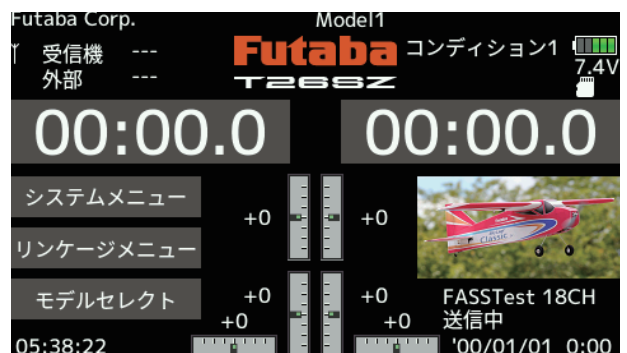 Futaba Corp.
Model1
受信機 ---
外部 ---
Futaba
T26SZ
コンディション1
7.4V
00:00.0
00:00.0
システムメニュー
リンケージメニュー
モデルセレクト
+0
+0
+0
+0
+0
+0
Classic
FASSTest 18CH
送信中
05:38:22
'00/01/01 0:00